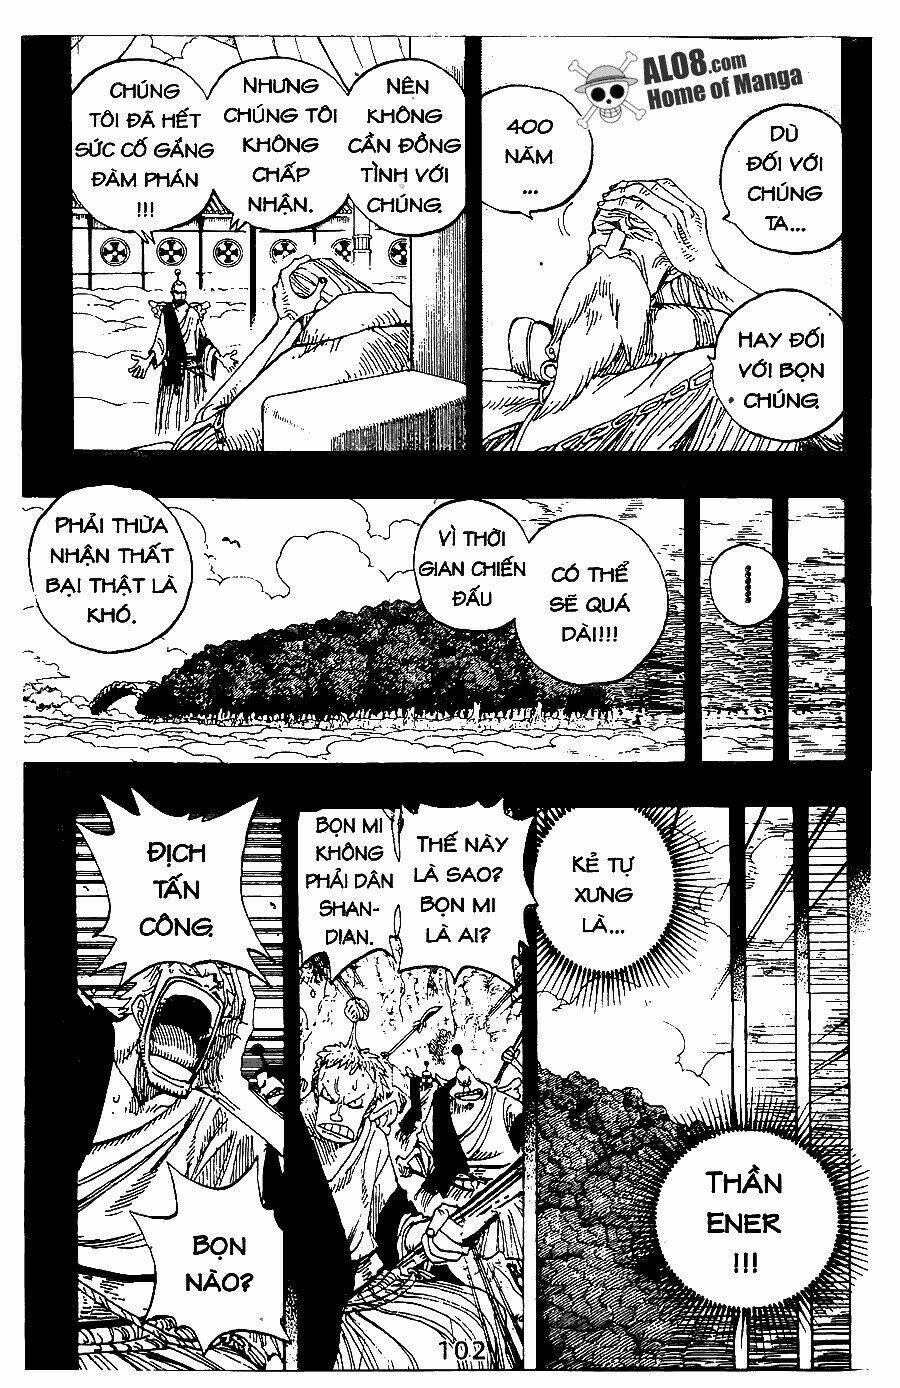 AL08.com
Home of Manga
CHÚNG
TÔI ĐÃ HẾT
SỨC CỐ GẮNG
ĐÀM PHÁN
!!!
NHƯNG
CHÚNG TÔI
KHÔNG
CHẤP
NHẬN.
NÊN
KHÔNG
CẦN ĐỒNG
TÌNH VỚI
CHÚNG.
400
NĂM
...
DÙ
ĐỐI VỚI
CHÚNG
TA...
HAY ĐỐI
VỚI BỌN
CHÚNG.
PHẢI THỪA
NHẬN THẤT
BẠI THẬT LÀ
KHÓ.
VÌ THỜI
GIAN CHIẾN
ĐẤU
CÓ THỂ
SẼ QUÁ
DÀI!!!!
......
ĐỊCH
TẤN
CÔNG.
BỌN
NÀO?
BỌN MI
KHÔNG
PHẢI DÂN
SHAN-
DIAN.
THẾ NÀY
LÀ SAO?
BỌN MI
LÀ AI?
KẺ TỰ
XƯNG
LÀ...
THẦN
ENER
!!!
102